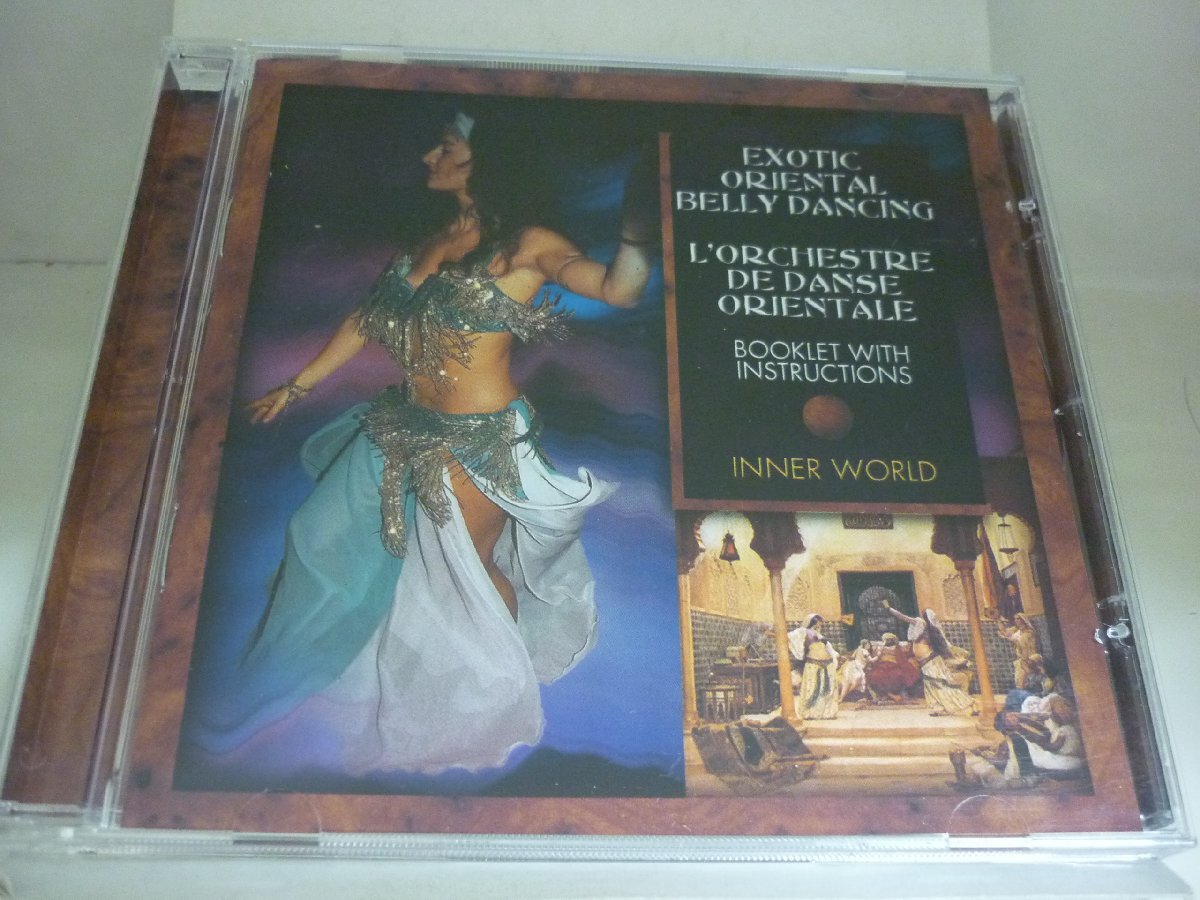 EXOTIC
ORIENTAL
BELLY DANCING
L'ORCHESTRE
DE DANSE
ORIENTALE
BOOKLET WITH
INSTRUCTIONS
INNER WORLD